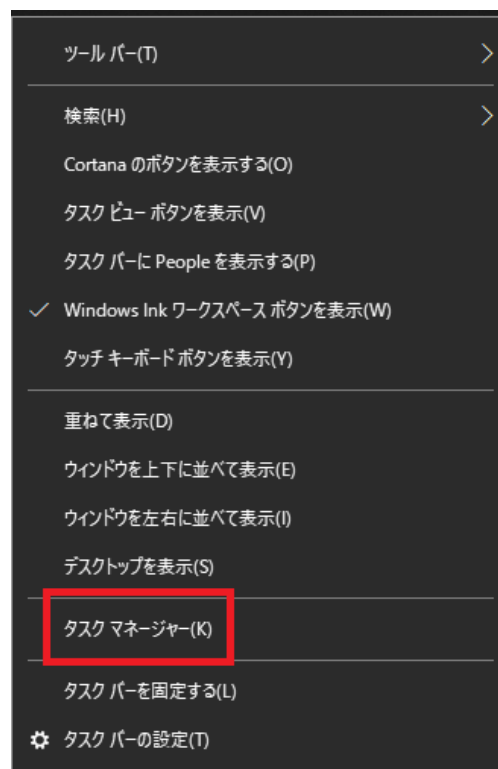 ツール バー(T)
検索(H)
Cortana のボタンを表示する(O)
タスク ビュー ボタンを表示(V)
タスク バーに People を表示する(P)
Windows Ink ワークスペース ボタンを表示(W)
タッチ キーボード ボタンを表示(Y)
重ねて表示(D)
ウィンドウを上下に並べて表示(E)
ウィンドウを左右に並べて表示(I)
デスクトップを表示(S)
タスク マネージャー(K)
タスク バーを固定する(L)
タスク バーの設定(T)